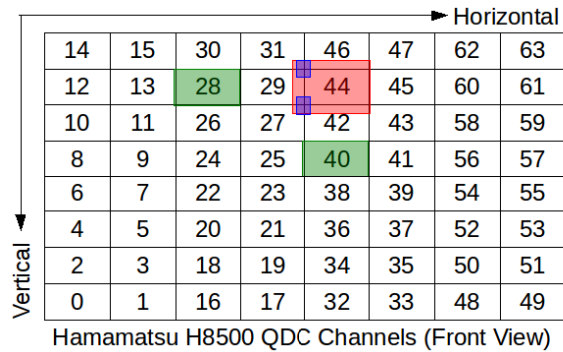 Horizontal
14 15 30 31 46 47 62 63
12 13 28 29 44 45 60 61
10 11 26 27 42 43 58 59
8 9 24 25 40 41 56 57
6 7 22 23 38 39 54 55
4 5 20 21 36 37 52 53
2 3 18 19 34 35 50 51
0 1 16 17 32 33 48 49
Vertical
Hamamatsu H8500 QDC Channels (Front View)